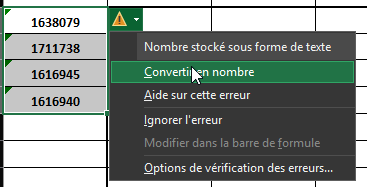 1638079
1711738
1616945
1616940
Nombre stocké sous forme de texte
Convertir en nombre
Aide sur cette erreur
Ignorer l'erreur
Modifier dans la barre de formule
Options de vérification des erreurs...